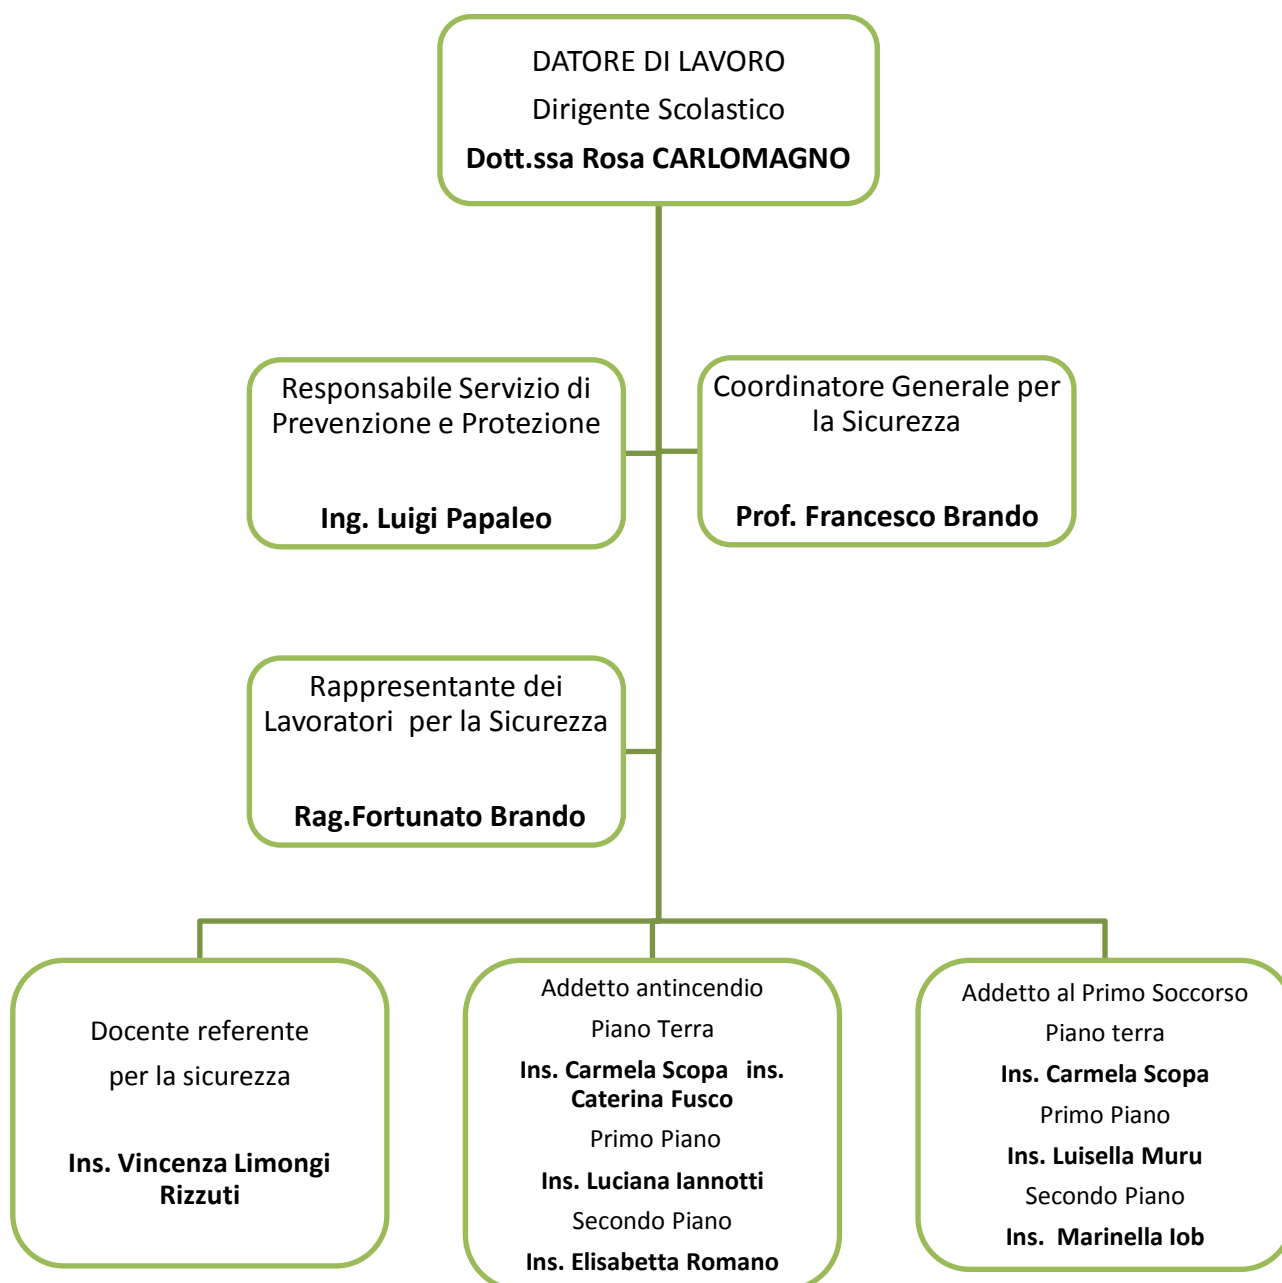 DATORE DI LAVORO
Dirigente Scolastico
Dott.ssa Rosa CARLOMAGNO
Responsabile Servizio di
Prevenzione e Protezione
Ing. Luigi Papaleo
Coordinatore Generale per
la Sicurezza
Prof. Francesco Brando
Rappresentante dei
Lavoratori  per la Sicurezza
Rag.Fortunato Brando
Docente referente
per la sicurezza
Ins. Vincenza Limongi
Rizzuti
Addetto antincendio
Piano Terra
Ins. Carmela Scopa   ins.
Caterina Fusco
Primo Piano
Ins. Luciana Iannotti
Secondo Piano
Ins. Elisabetta Romano
Addetto al Primo Soccorso
Piano terra
Ins. Carmela Scopa
Primo Piano
Ins. Luisella Muru
Secondo Piano
Ins.  Marinella Iob